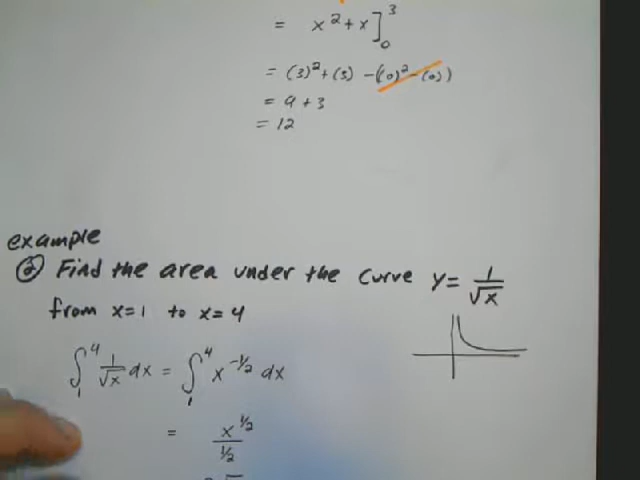 = x² + x ]₀³
= (3)² + (3) - ((0)² - (0))
= 9 + 3
= 12
example
② Find the area under the curve y = 1/√x
from x=1 to x=4
∫₁⁴ 1/√x dx = ∫₁⁴ x^(-1/2) dx
= x^(1/2) / (1/2)